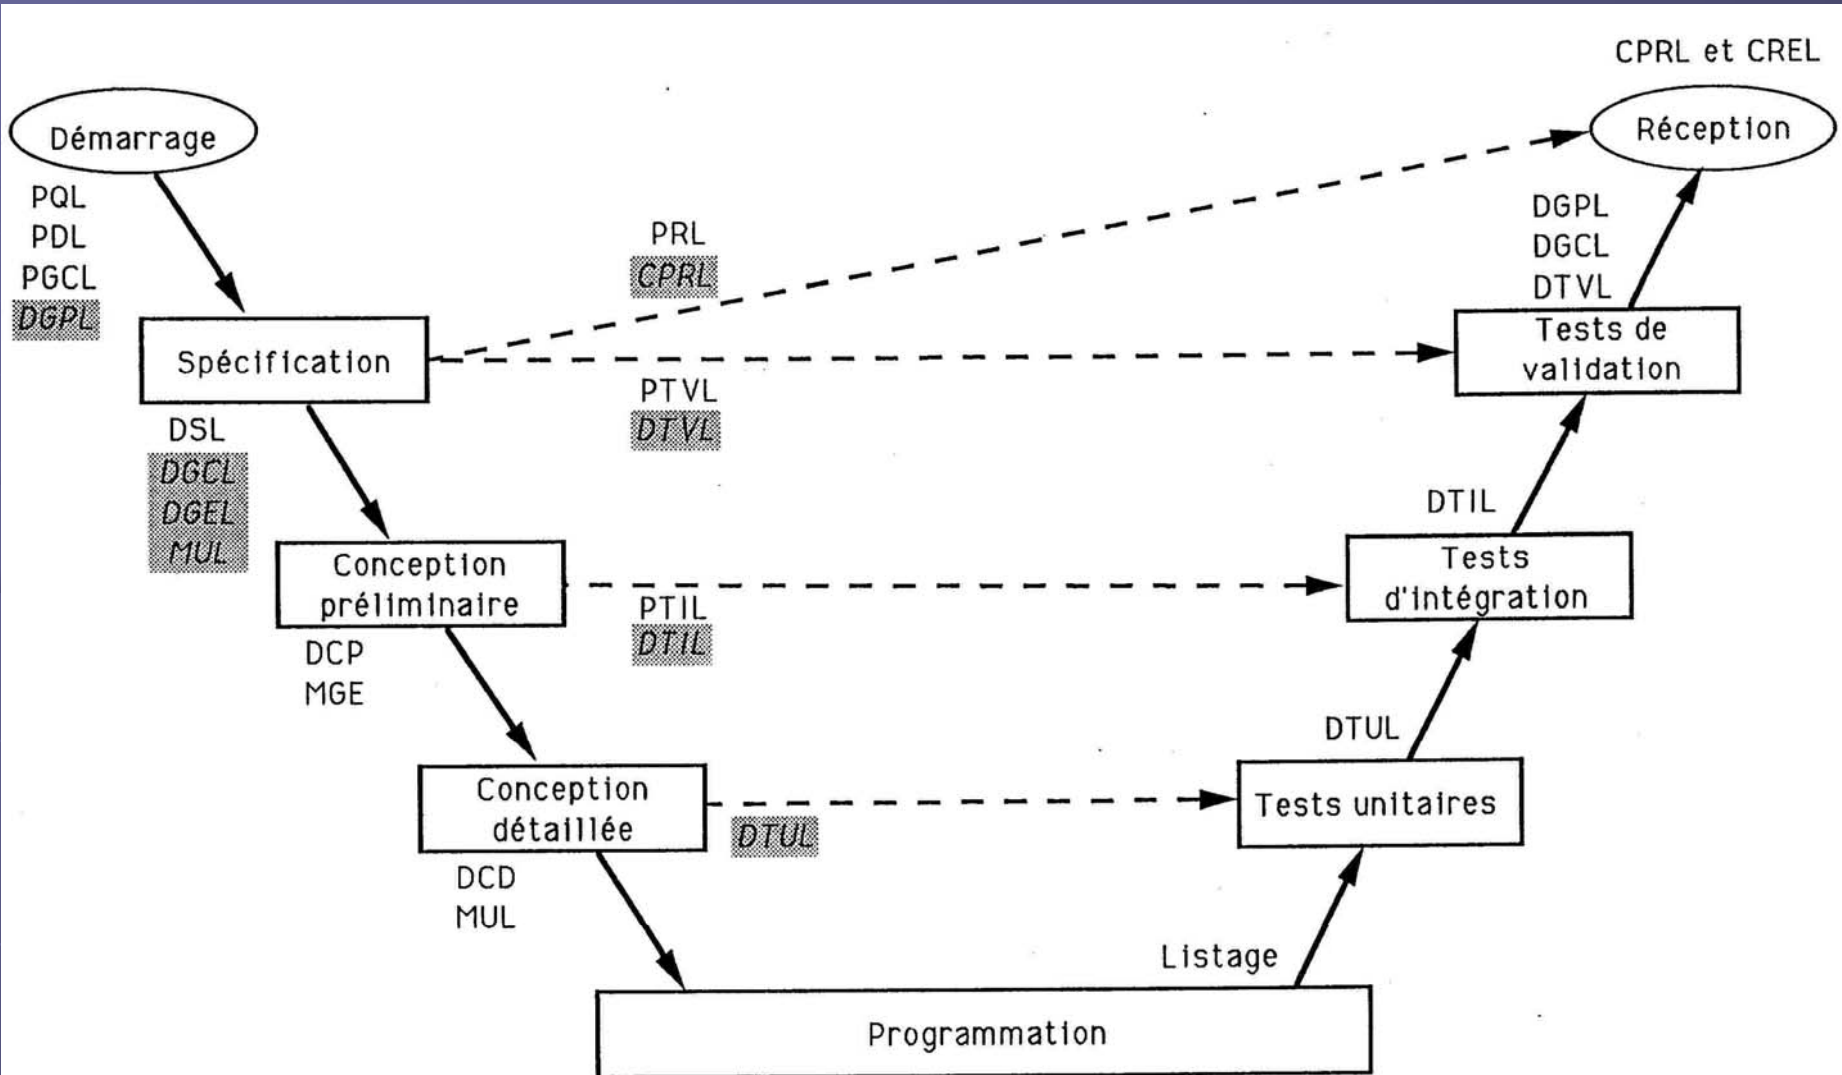 CPRL et CREL
Démarrage
Réception
PQL
PDL
PGCL
DGPL
PRL
CPRL
DGPL
DGCL
DTVL
Spécification
Tests de
validation
PTVL
DTVL
DSL
DGCL
DGEL
MUL
DTIL
Conception
préliminaire
Tests
d'intégration
PTIL
DTIL
DCP
MGE
DTUL
Conception
détaillée
Tests unitaires
DTUL
DCD
MUL
Listage
Programmation